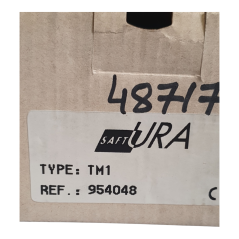 48717
SAFT URA
TYPE: TM1
REF.: 954048
C